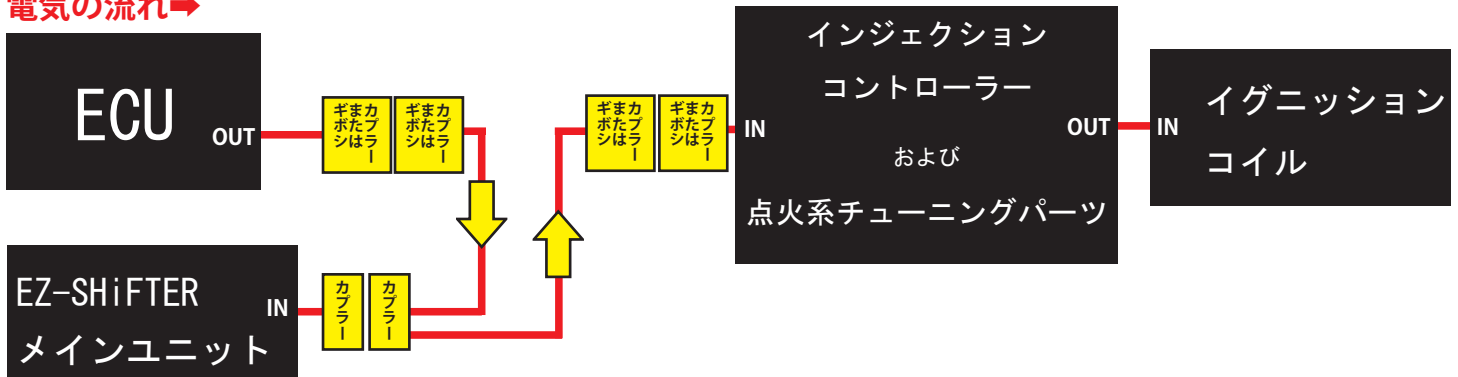 電気の流れ➡
ECU
OUT
カプラー
または
ギボシ
カプラー
または
ギボシ
カプラー
または
ギボシ
カプラー
または
ギボシ
IN
インジェクション
コントローラー
および
点火系チューニングパーツ
OUT
IN
イグニッション
コイル
EZ-SHiFTER
メインユニット
IN
カプラー
カプラー